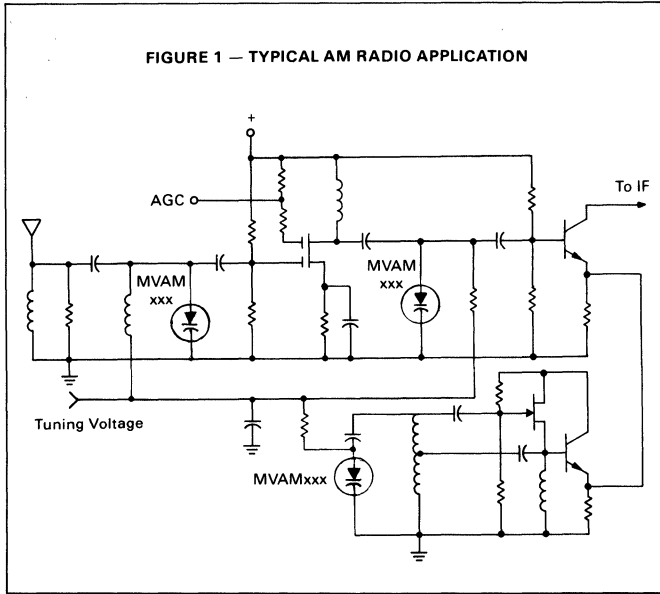 FIGURE 1 — TYPICAL AM RADIO APPLICATION
+
To IF
AGC
MVAM
xxx
MVAM
xxx
Tuning Voltage
MVAMxxx